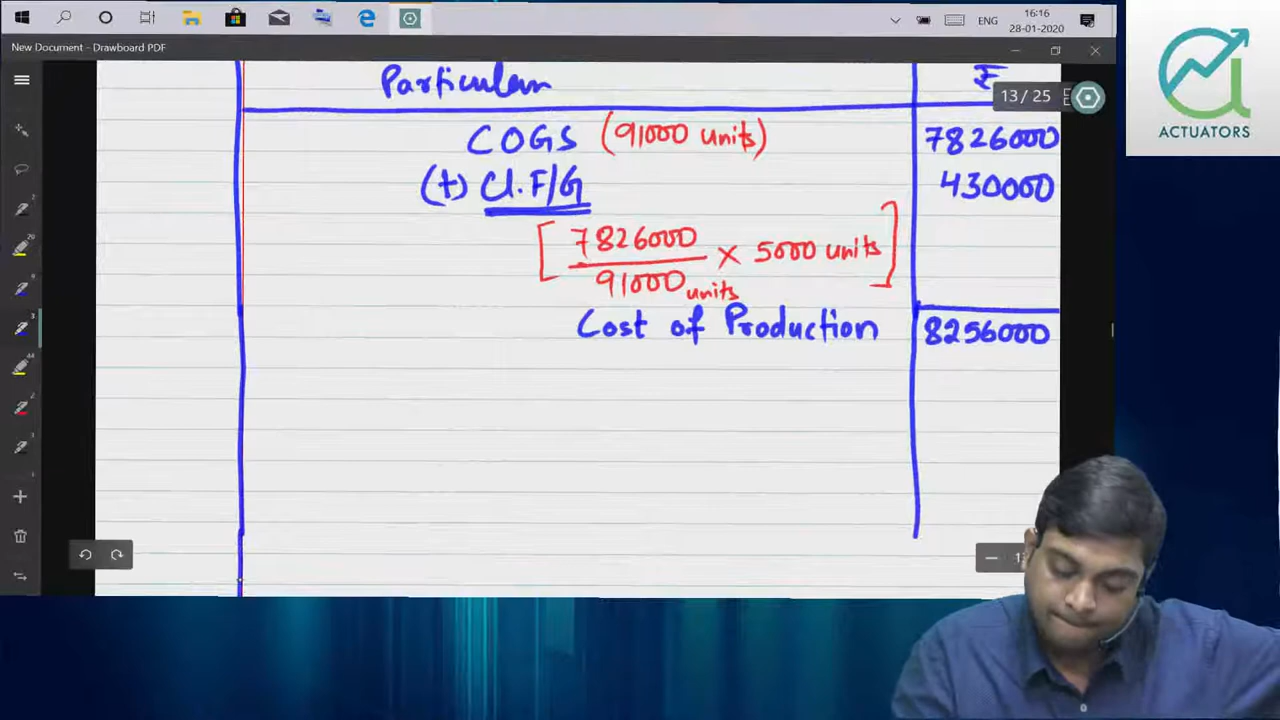 16:16
ENG
28-01-2020
New Document - Drawboard PDF
Particulars ₹
13 / 25
COGS (91000 units) 7826000
(+) Cl. F/G 430000
[7826000 / 91000 units × 5000 units]
Cost of Production 8256000
ACTUATORS